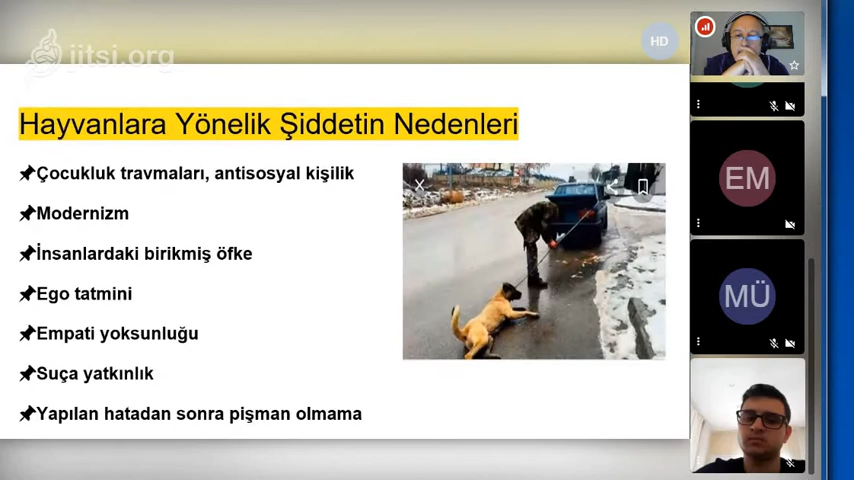 jitsi.org
HD
Hayvanlara Yönelik Şiddetin Nedenleri
Çocukluk travmaları, antisosyal kişilik
Modernizm
İnsanlardaki birikmiş öfke
Ego tatmini
Empati yoksunluğu
Suça yatkınlık
Yapılan hatadan sonra pişman olmama
EM
MÜ